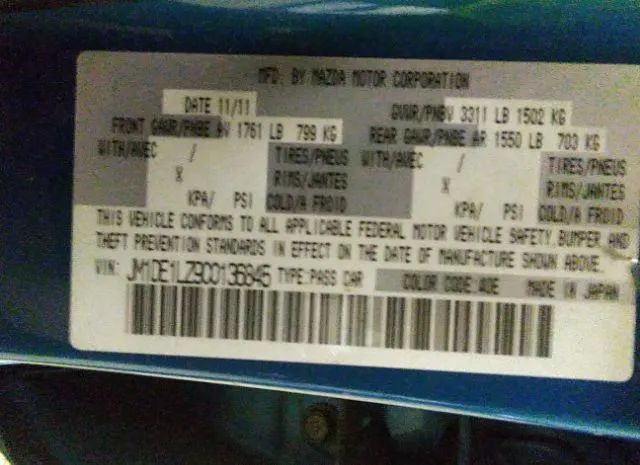 MFD. BY MAZDA MOTOR CORPORATION
DATE 11/11 GVWR/PNBV 3311 LB 1502 KG
FRONT GAWR/PNBE AV 1761 LB 799 KG REAR GAWR/PNBE AR 1550 LB 703 KG
WITH/AVEC / TIRES/PNEUS WITH/AVEC / TIRES/PNEUS
X RIMS/JANTES X RIMS/JANTES
KPA/ PSI COLD/A FROID KPA/ PSI COLD/A FROID
THIS VEHICLE CONFORMS TO ALL APPLICABLE FEDERAL MOTOR VEHICLE SAFETY, BUMPER, AND
THEFT PREVENTION STANDARDS IN EFFECT ON THE DATE OF MANUFACTURE SHOWN ABOVE.
VIN: JM1DE1LZ9C0136845 TYPE:PASS CAR COLOR CODE:40E MADE IN JAPAN